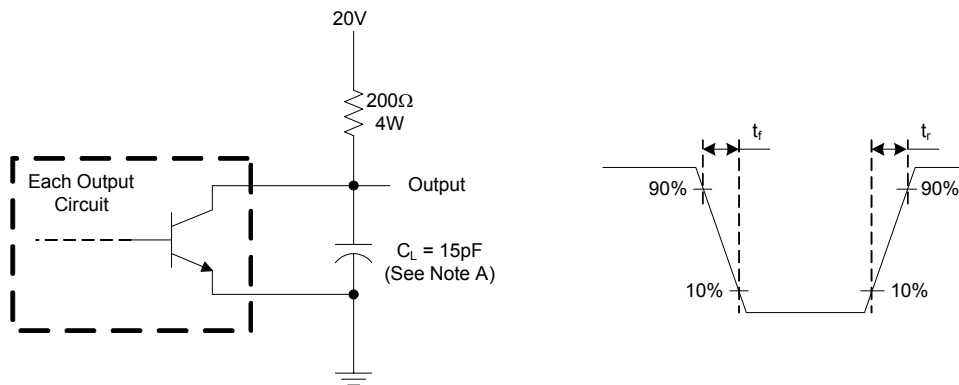 20V
200Ω
4W
Each Output
Circuit
Output
C_L = 15pF
(See Note A)
t_f
t_r
90%
90%
10%
10%